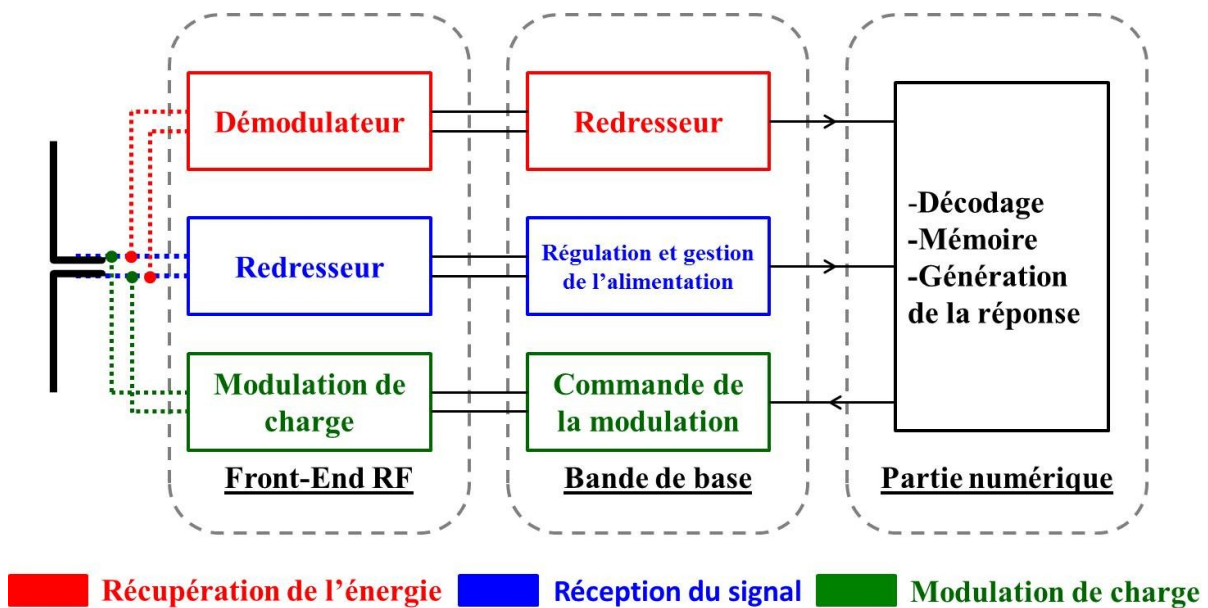 Démodulateur
Redresseur
-Décodage
-Mémoire
-Génération
de la réponse
Redresseur
Régulation et gestion
de l’alimentation
Modulation de
charge
Commande de
la modulation
Front-End RF
Bande de base
Partie numérique
Récupération de l’énergie
Réception du signal
Modulation de charge